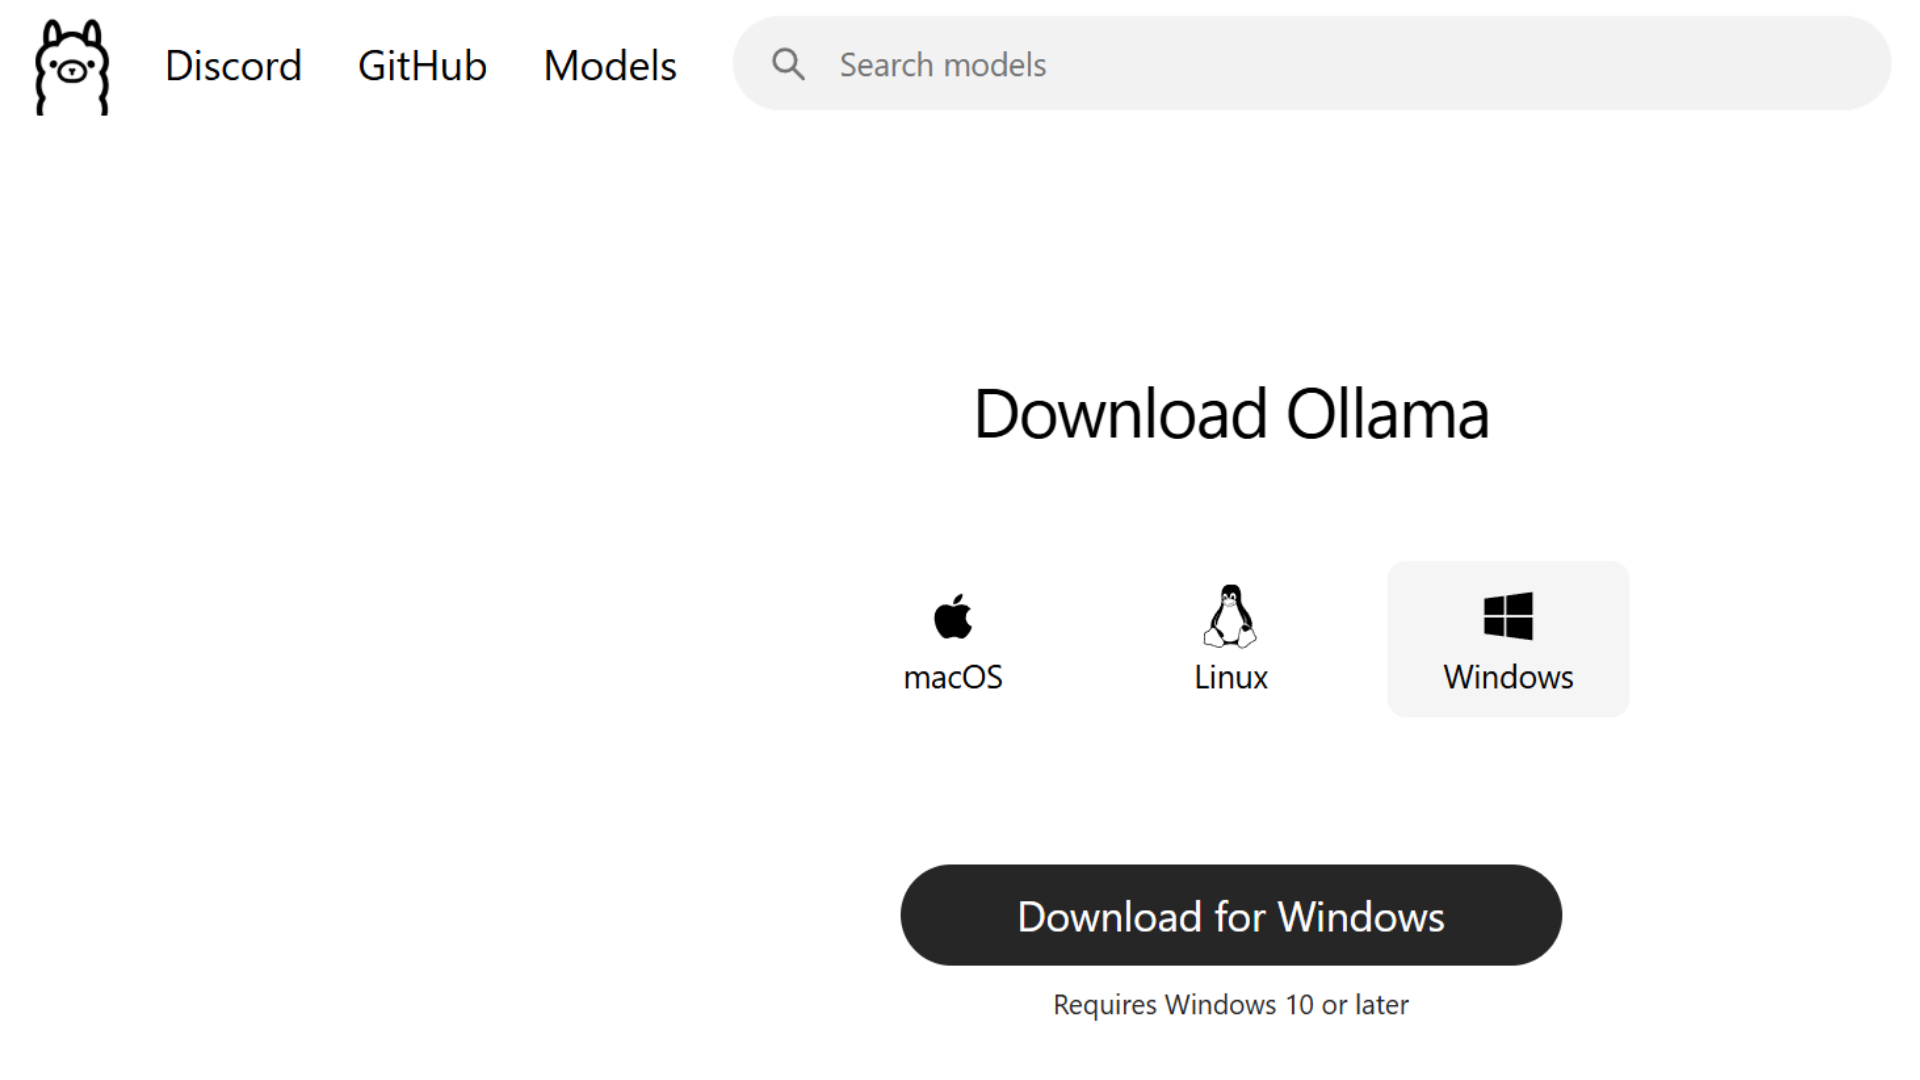 Discord GitHub Models Search models
Download Ollama
macOS Linux Windows
Download for Windows
Requires Windows 10 or later